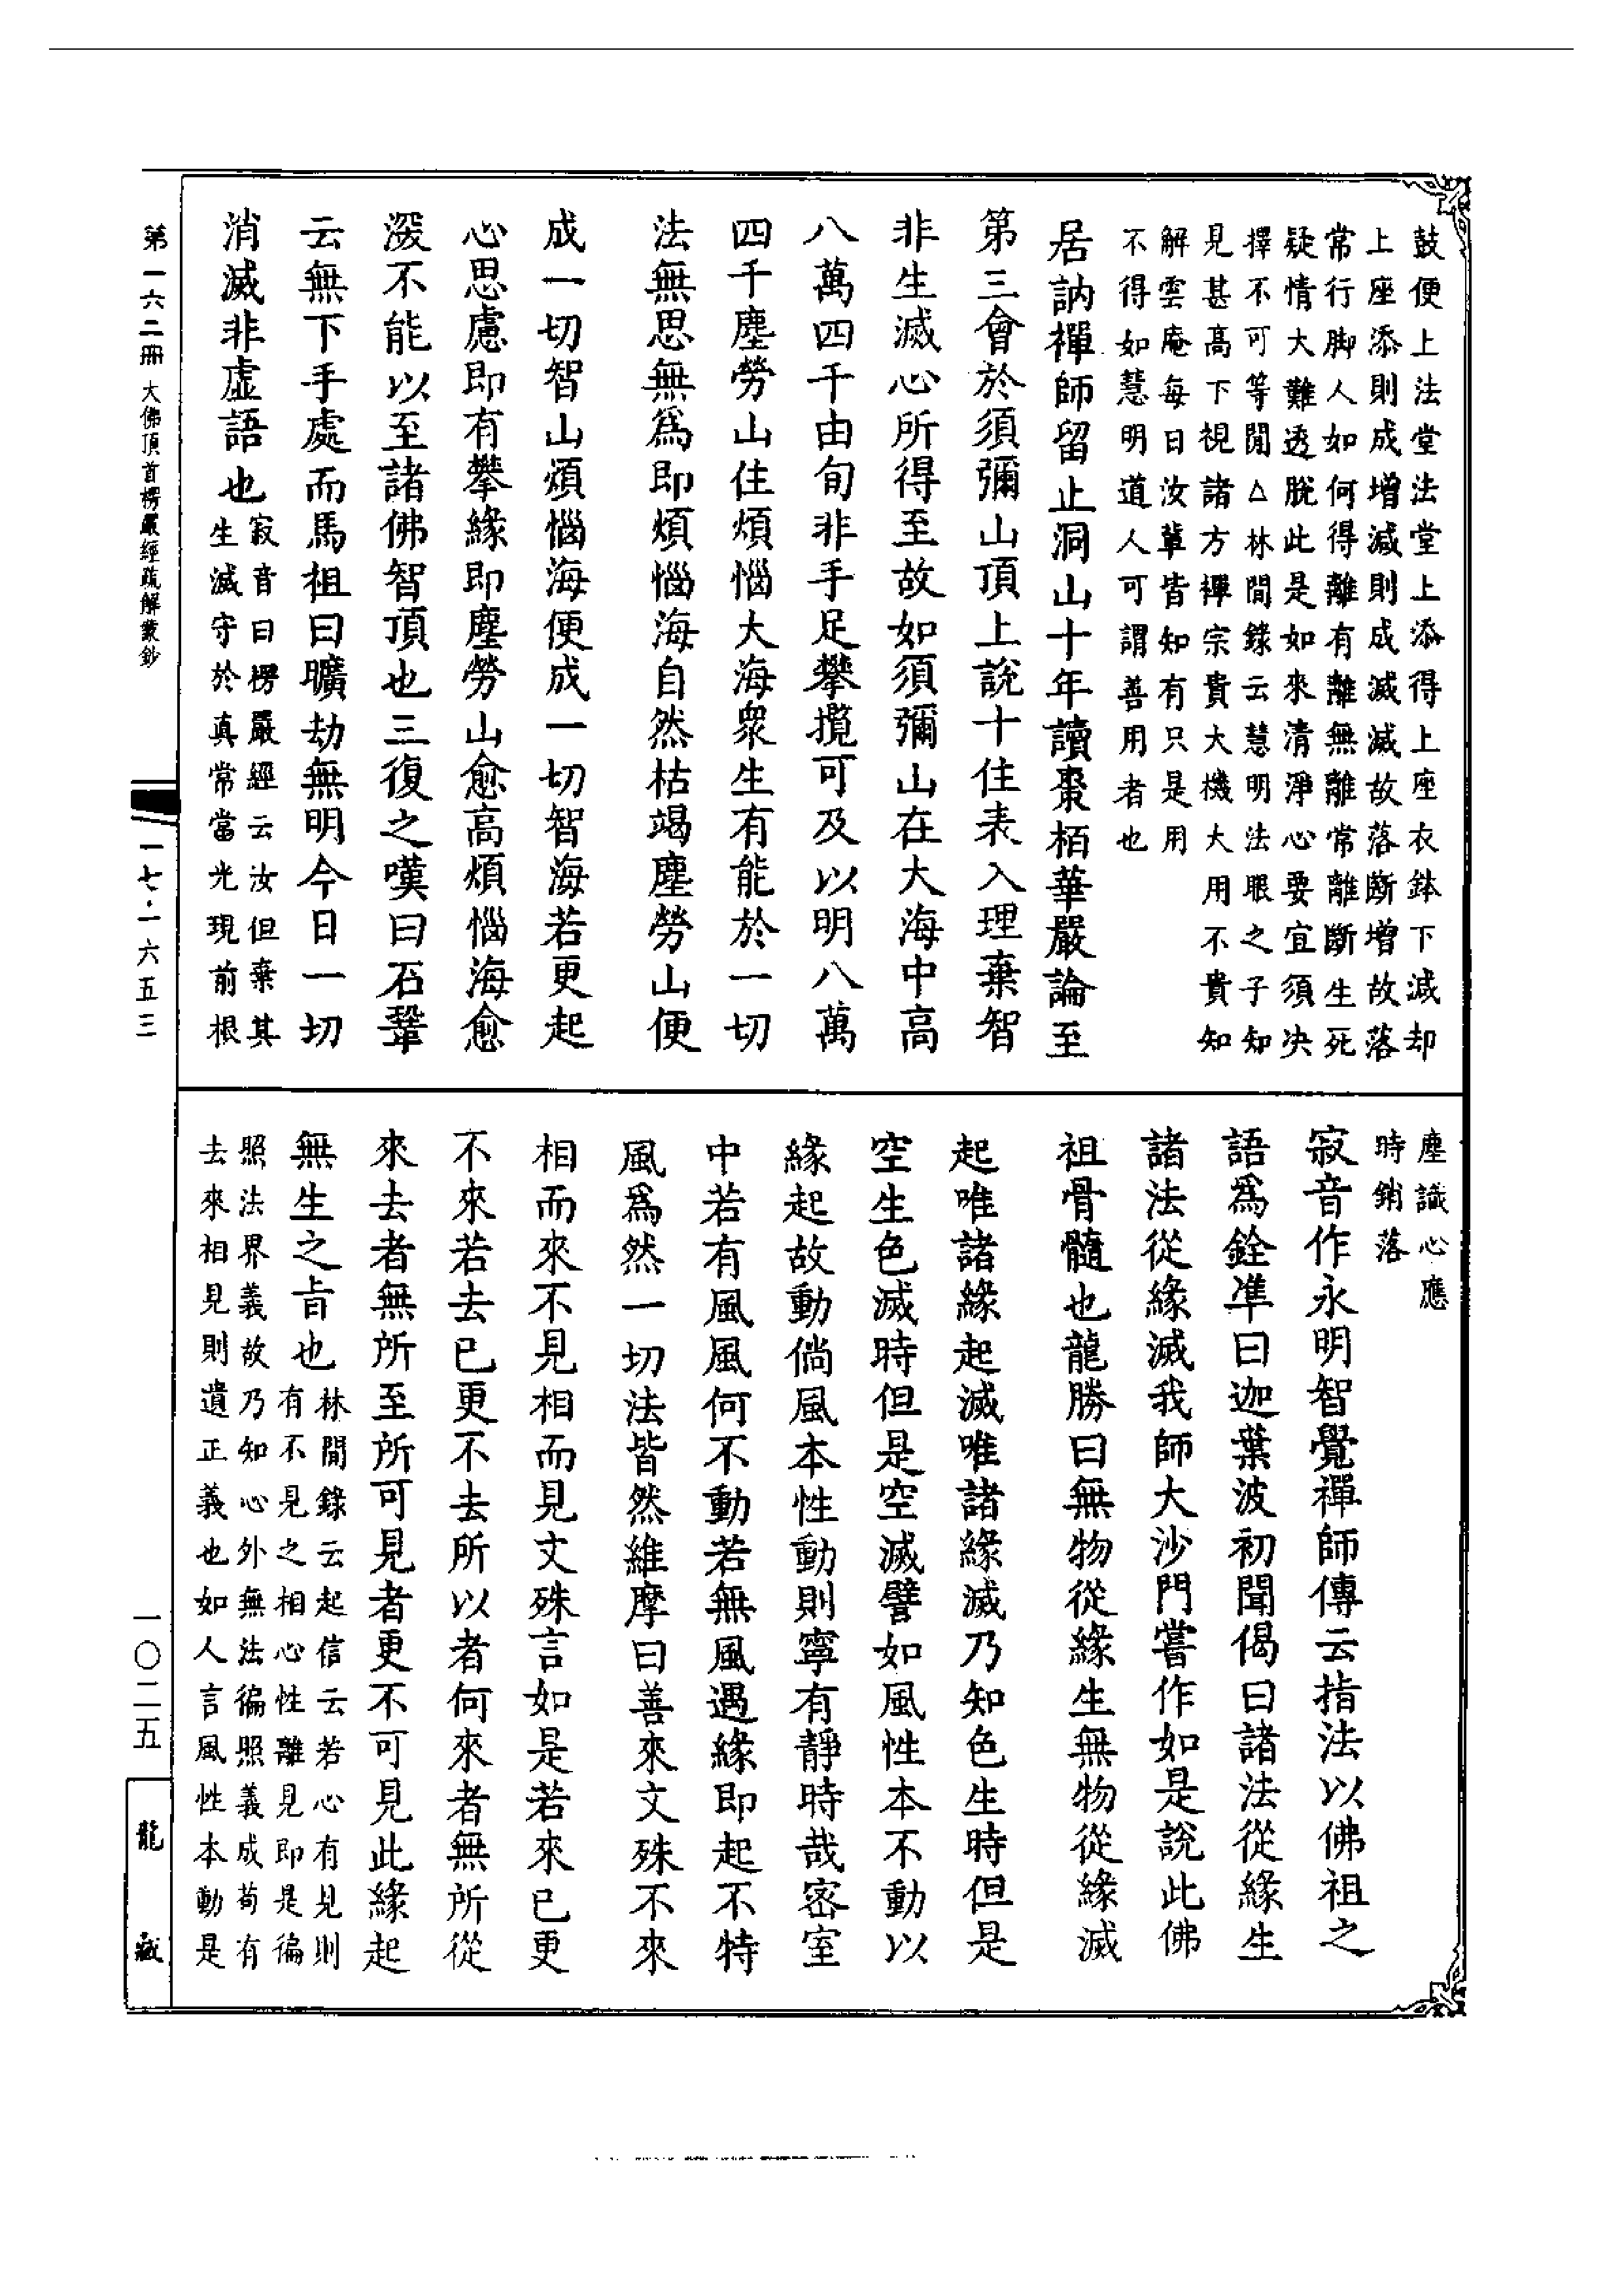 鼓便上法堂法堂上添得上座衣鉢下減却
上座添則成增減則成減減故落斷增故落
常行脚人如何得離有離無離常離斷生死
疑情大難透脫此是如來清淨心要宜須决
擇不可等閒△林間錄云慧明法眼之子知
見甚高下視諸方禪宗貴大機大用不貴知
解雲庵每日汝輩皆知有只是用
不得如慧明道人可謂善用者也
居訥禪師留止洞山十年讀棗栢華嚴論至
第三會於須彌山頂上說十住表入理棄智
非生滅心所得至故如須彌山在大海中高
八萬四千由旬非手足攀攬可及以明八萬
四千塵勞山住煩惱大海衆生有能於一切
法無思無爲即煩惱海自然枯竭塵勞山便
成一切智山煩惱海便成一切智海若更起
心思慮即有攀緣即塵勞山愈高煩惱海愈
深不能以至諸佛智頂也三復之嘆曰石鞏
云無下手處而馬祖曰曠劫無明今日一切
消滅非虛語也
寂音曰楞嚴經云汝但棄其
生滅守於真常常光現前根
塵識心應
時銷落
寂音作永明智覺禪師傳云指法以佛祖之
語爲銓凖曰迦葉波初聞偈曰諸法從緣生
諸法從緣滅我師大沙門嘗作如是說此佛
祖骨髓也龍勝曰無物從緣生無物從緣滅
起唯諸緣起滅唯諸緣滅乃知色生時但是
空生色滅時但是空滅譬如風性本不動以
緣起故動倘風本性動則寧有靜時哉密室
中若有風風何不動若無風遇緣即起不特
風爲然一切法皆然維摩曰善來文殊不來
相而來不見相而見文殊言如是若來已更
不來若去已更不去所以者何來者無所從
來去者無所至所可見者更不可見此緣起
無生之旨也
林間錄云起信云若心有見則
有不見之相心性離見即是徧
照法界義故乃知心外無法徧照義成苟有
去來相見則遺正義也如人言風性本動是
第一六二冊 大佛頂首楞嚴經疏解蒙鈔
一七·一六五三
一〇二五
龍藏